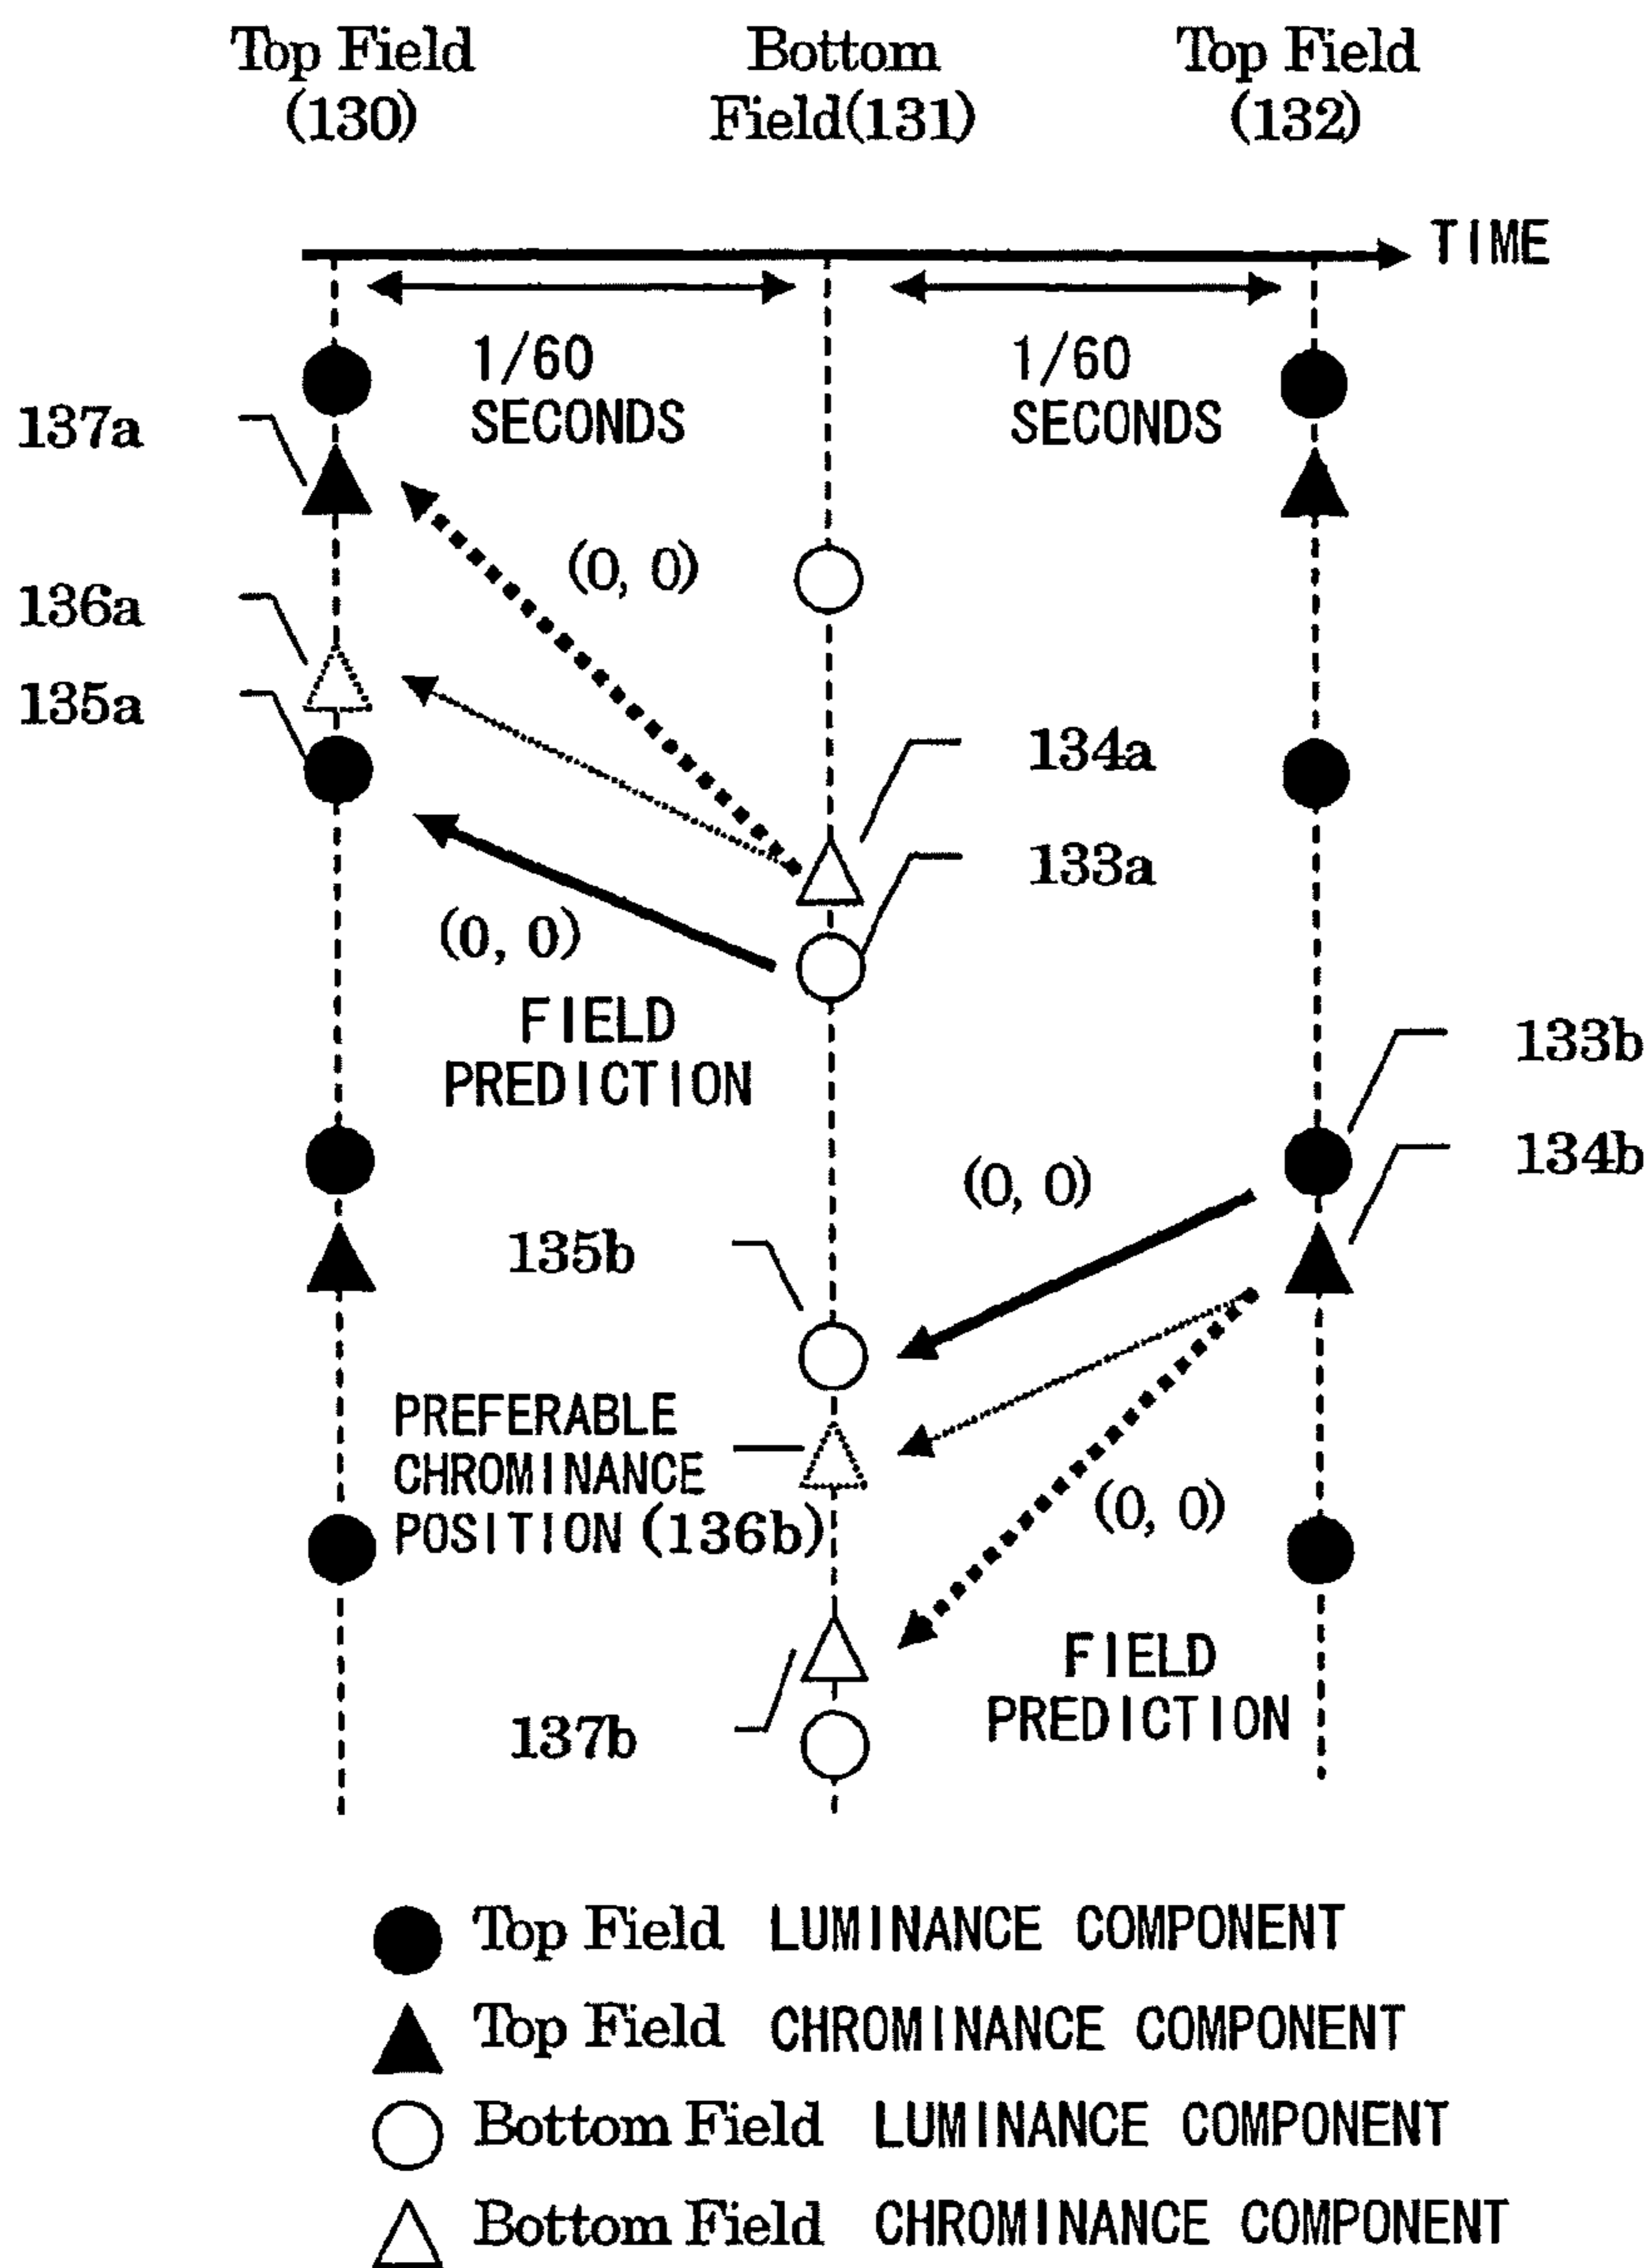 Top Field
(130)
Bottom
Field(131)
Top Field
(132)
TIME
1/60
SECONDS
1/60
SECONDS
137a
(0, 0)
136a
135a
134a
133a
(0, 0)
FIELD
PREDICTION
133b
134b
(0, 0)
135b
PREFERABLE
CHROMINANCE
POSITION (136b)
(0, 0)
FIELD
PREDICTION
137b
Top Field LUMINANCE COMPONENT
Top Field CHROMINANCE COMPONENT
Bottom Field LUMINANCE COMPONENT
Bottom Field CHROMINANCE COMPONENT